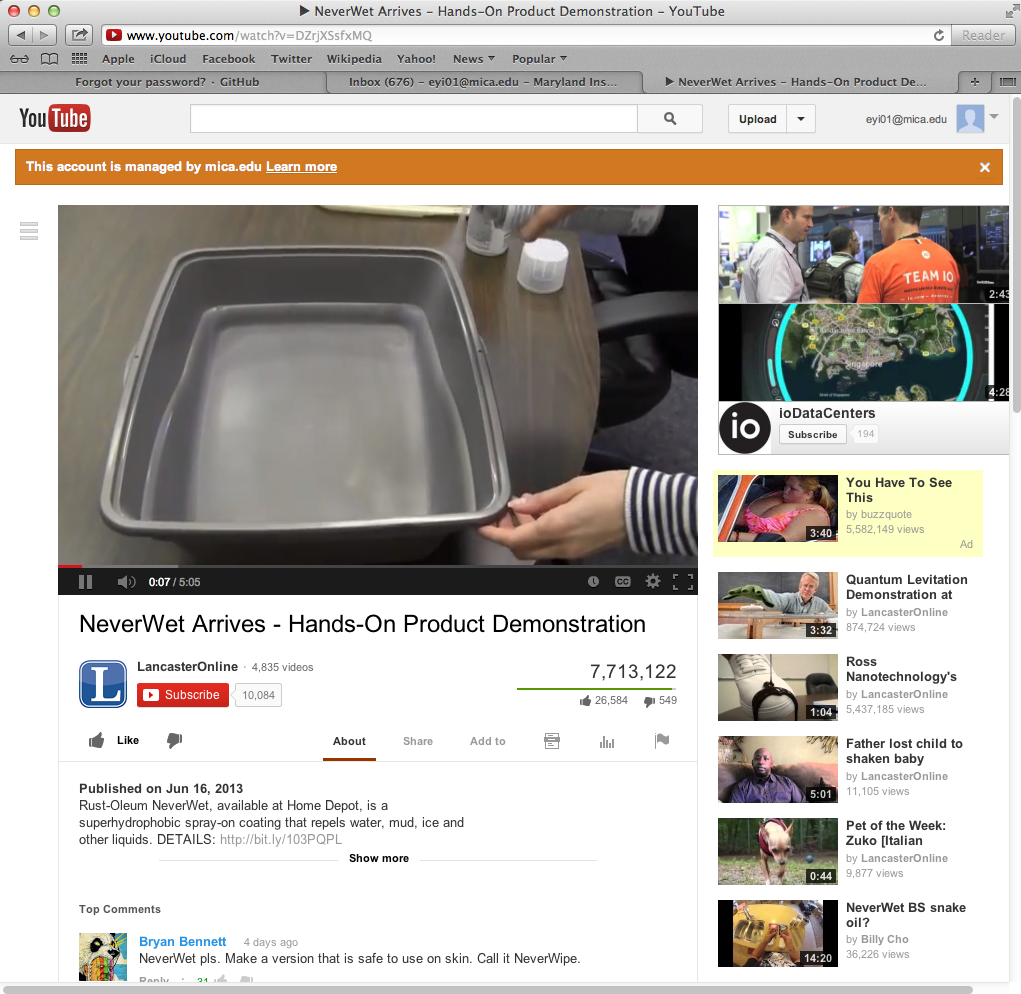 ▶ NeverWet Arrives – Hands-On Product Demonstration – YouTube
www.youtube.com/watch?v=DZrjXSsfxMQ
Reader
Apple iCloud Facebook Twitter Wikipedia Yahoo! News ▼ Popular ▼
Forgot your password? · GitHub
Inbox (676) – eyi01@mica.edu – Maryland Ins...
▶ NeverWet Arrives – Hands-On Product De...
+
YouTube
Upload
eyi01@mica.edu
This account is managed by mica.edu Learn more
×
TEAM IO
2:43
Singapore
4:28
io
ioDataCenters
Subscribe 194
0:07 / 5:05
CC
NeverWet Arrives - Hands-On Product Demonstration
L
LancasterOnline · 4,835 videos
Subscribe 10,084
7,713,122
26,584 549
Like
About Share Add to
Published on Jun 16, 2013
Rust-Oleum NeverWet, available at Home Depot, is a
superhydrophobic spray-on coating that repels water, mud, ice and
other liquids. DETAILS: http://bit.ly/103PQPL
Show more
Top Comments
Bryan Bennett 4 days ago
NeverWet pls. Make a version that is safe to use on skin. Call it NeverWipe.
Reply · 31
3:40
You Have To See
This
by buzzquote
5,582,149 views
Ad
3:32
Quantum Levitation
Demonstration at
by LancasterOnline
874,724 views
1:04
Ross
Nanotechnology's
by LancasterOnline
5,437,185 views
5:01
Father lost child to
shaken baby
by LancasterOnline
11,105 views
0:44
Pet of the Week:
Zuko [Italian
by LancasterOnline
9,877 views
14:20
NeverWet BS snake
oil?
by Billy Cho
36,226 views